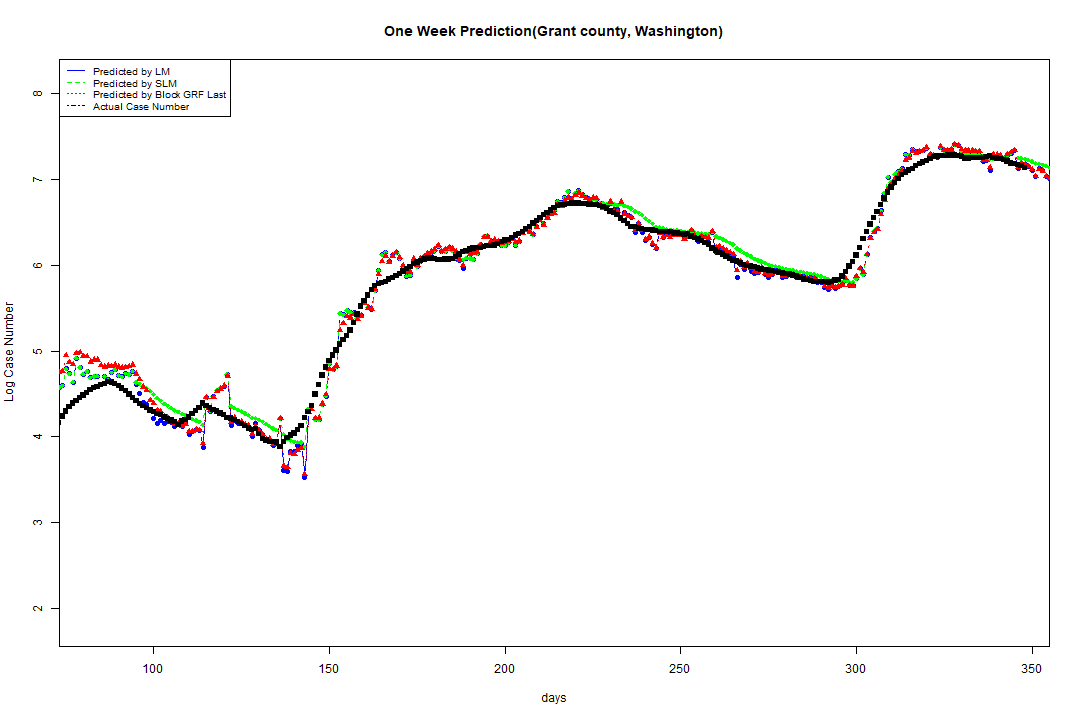 One Week Prediction(Grant county, Washington)
Predicted by LM
Predicted by SLM
Predicted by Block GRF Last
Actual Case Number
8
7
6
5
4
3
2
Log Case Number
100 150 200 250 300 350
days